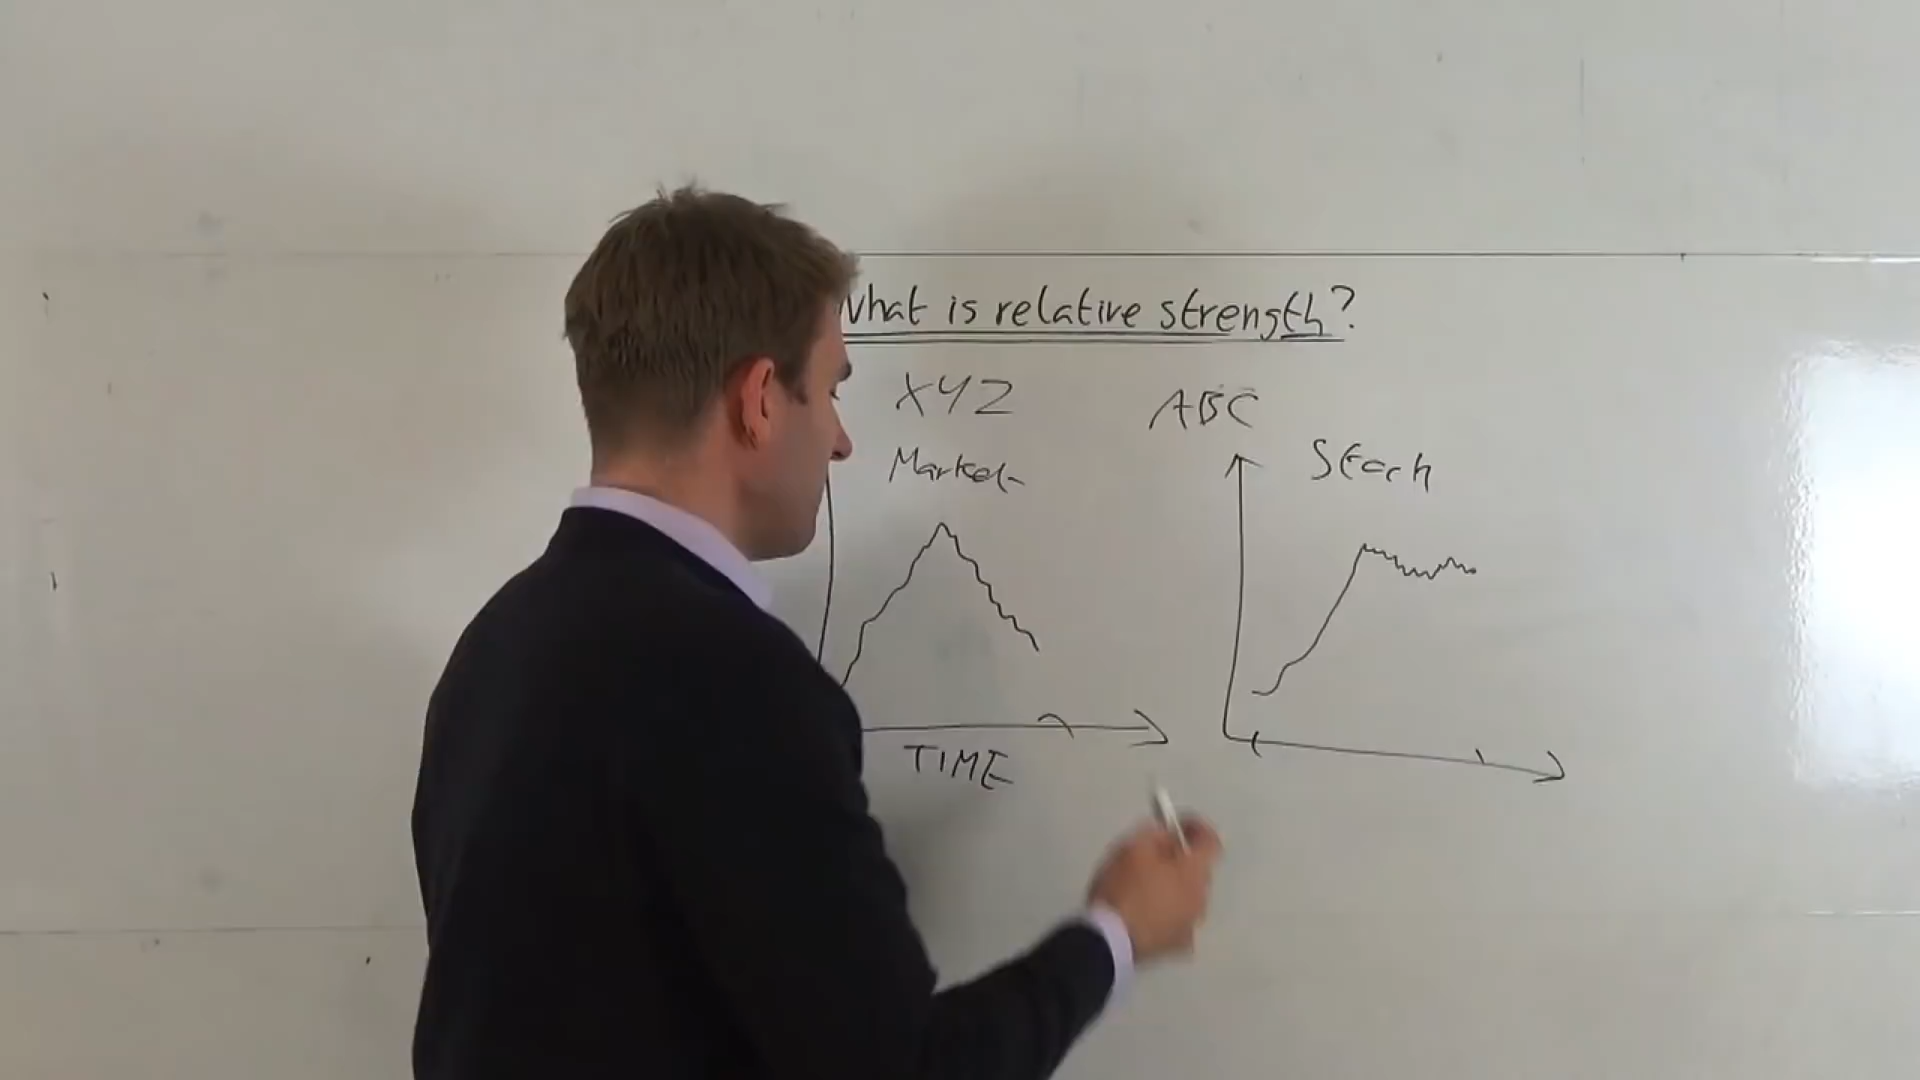 What is relative strength?
XYZ
ABC
Market
Stock
TIME